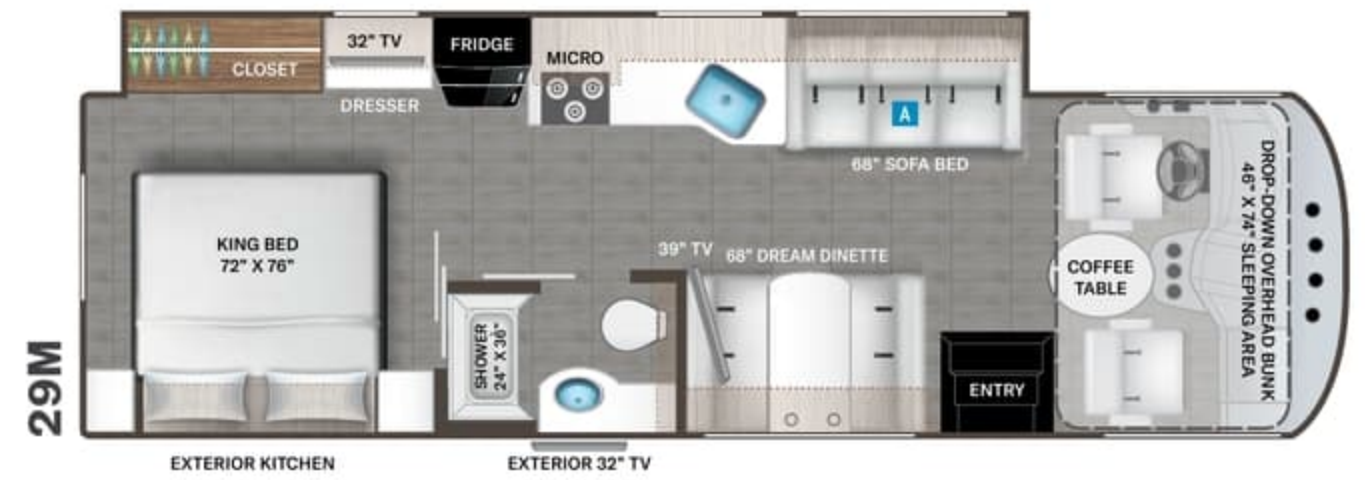 29M
CLOSET
32" TV
DRESSER
FRIDGE
MICRO
A
68" SOFA BED
KING BED
72" X 76"
SHOWER
24" X 36"
39" TV
68" DREAM DINETTE
COFFEE
TABLE
ENTRY
DROP-DOWN OVERHEAD BUNK
46" X 74" SLEEPING AREA
EXTERIOR KITCHEN
EXTERIOR 32" TV